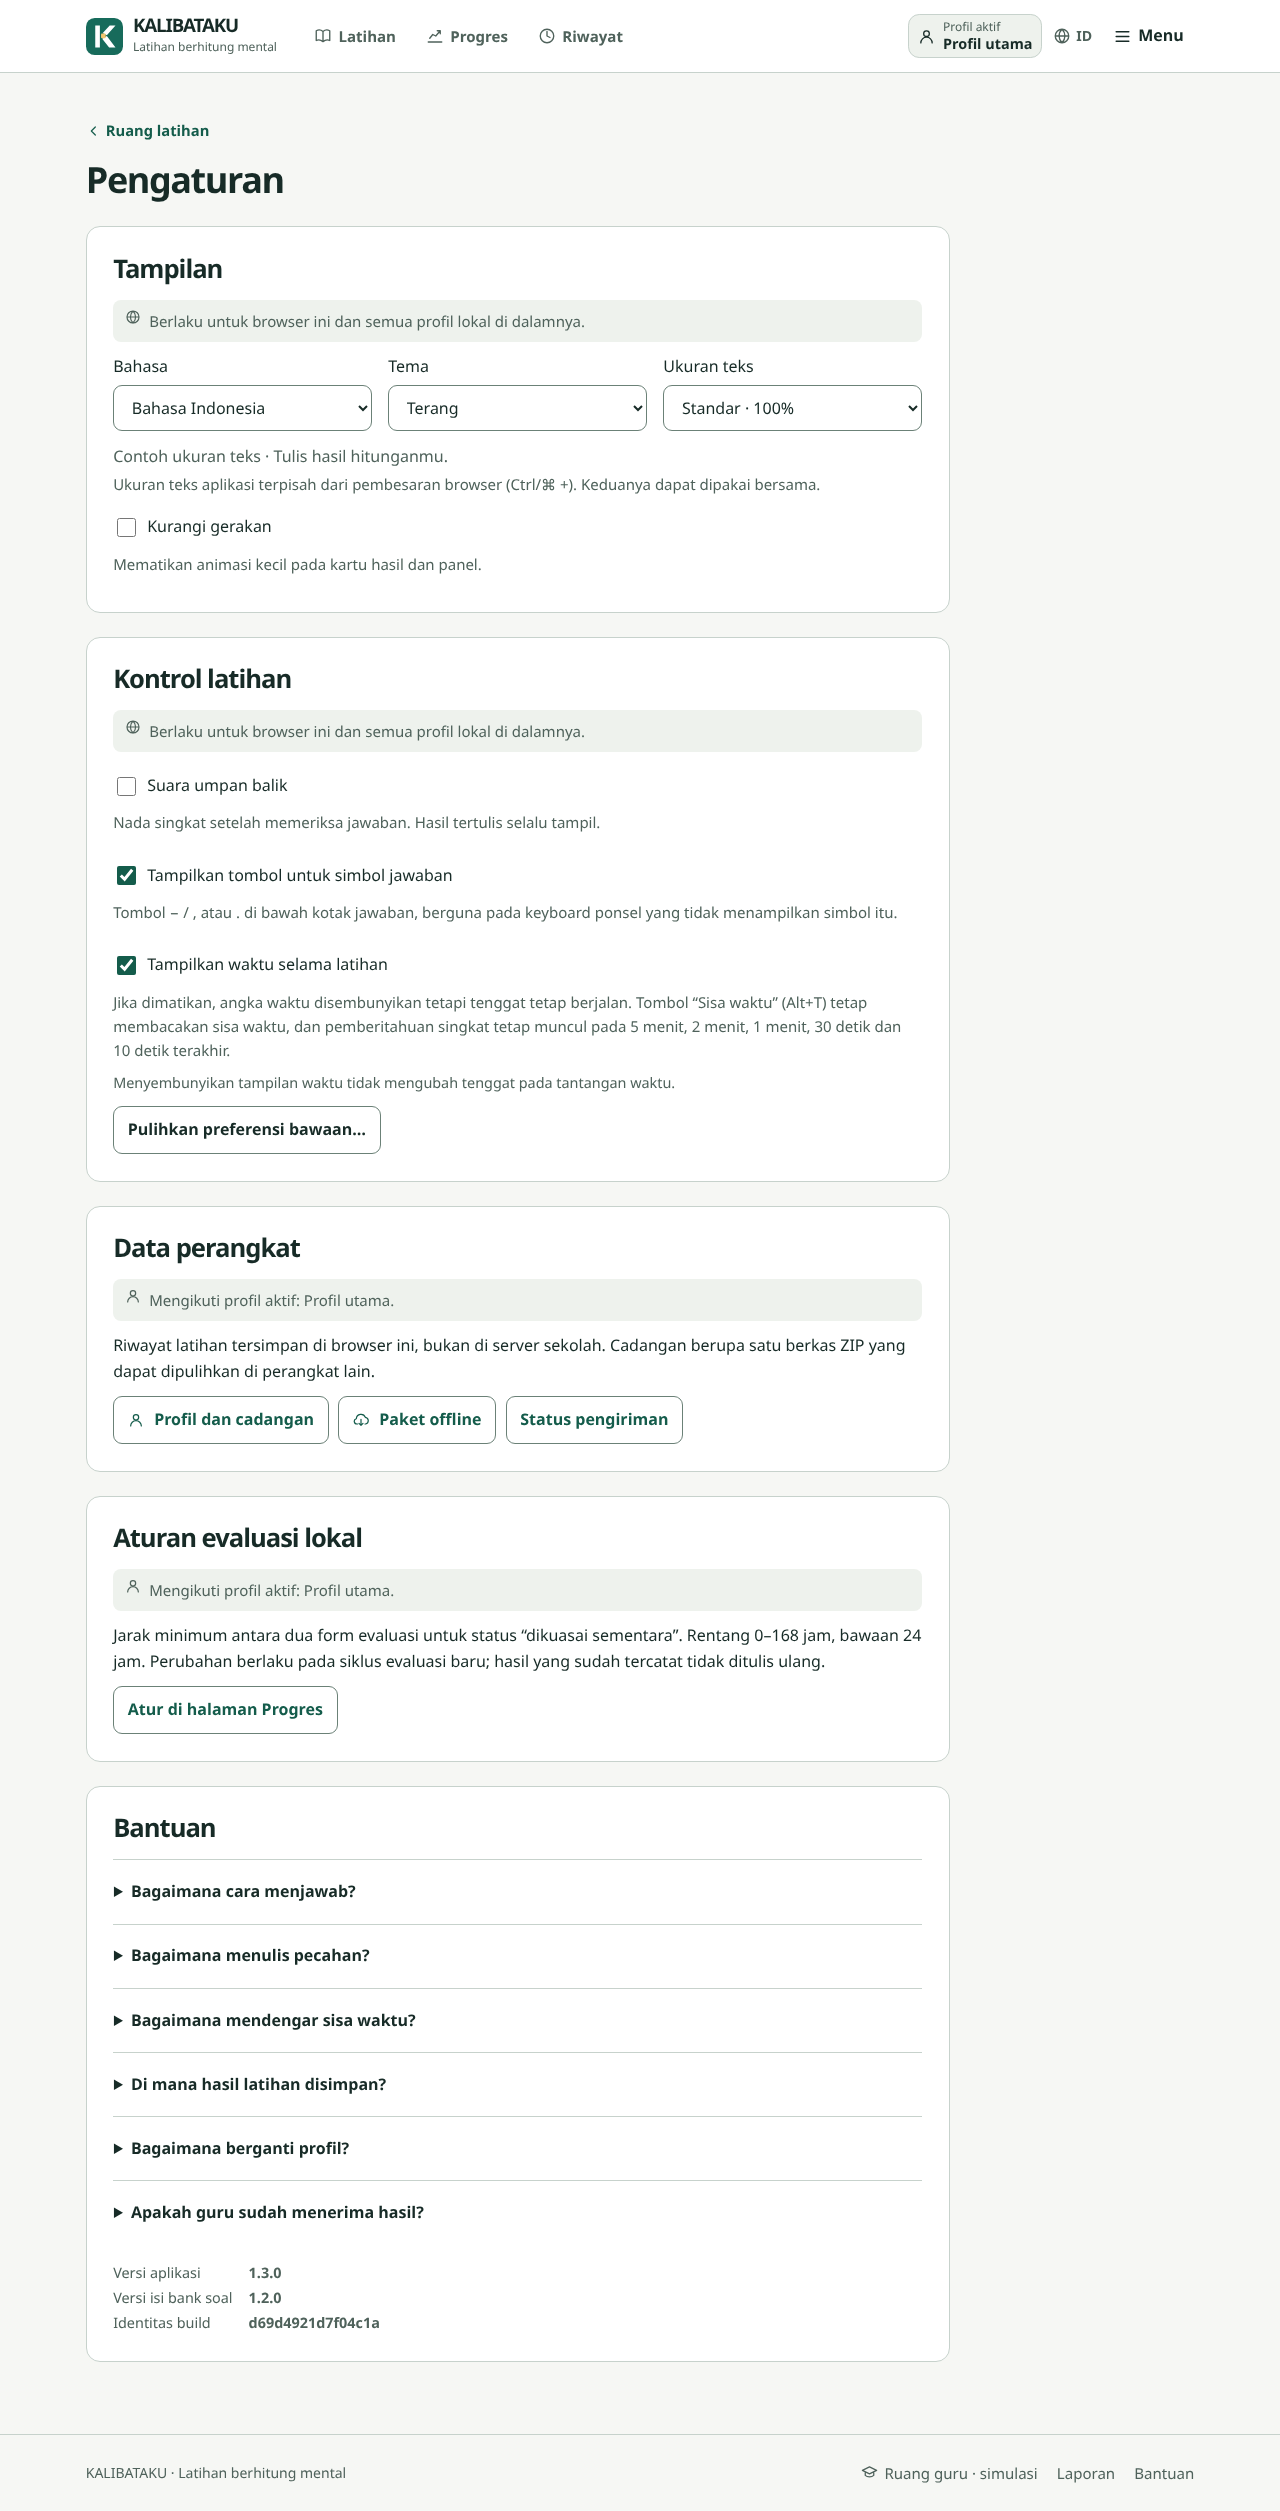 KALIBATAKU
Latihan berhitung mental
Latihan
Progres
Riwayat
Profil aktif
Profil utama
ID
Menu
Ruang latihan
Pengaturan
Tampilan
Berlaku untuk browser ini dan semua profil lokal di dalamnya.
Bahasa
Tema
Ukuran teks
Bahasa Indonesia
Terang
Standar · 100%
Contoh ukuran teks · Tulis hasil hitunganmu.
Ukuran teks aplikasi terpisah dari pembesaran browser (Ctrl/⌘ +). Keduanya dapat dipakai bersama.
Kurangi gerakan
Mematikan animasi kecil pada kartu hasil dan panel.
Kontrol latihan
Berlaku untuk browser ini dan semua profil lokal di dalamnya.
Suara umpan balik
Nada singkat setelah memeriksa jawaban. Hasil tertulis selalu tampil.
Tampilkan tombol untuk simbol jawaban
Tombol − / , atau . di bawah kotak jawaban, berguna pada keyboard ponsel yang tidak menampilkan simbol itu.
Tampilkan waktu selama latihan
Jika dimatikan, angka waktu disembunyikan tetapi tenggat tetap berjalan. Tombol “Sisa waktu” (Alt+T) tetap
membacakan sisa waktu, dan pemberitahuan singkat tetap muncul pada 5 menit, 2 menit, 1 menit, 30 detik dan
10 detik terakhir.
Menyembunyikan tampilan waktu tidak mengubah tenggat pada tantangan waktu.
Pulihkan preferensi bawaan…
Data perangkat
Mengikuti profil aktif: Profil utama.
Riwayat latihan tersimpan di browser ini, bukan di server sekolah. Cadangan berupa satu berkas ZIP yang
dapat dipulihkan di perangkat lain.
Profil dan cadangan
Paket offline
Status pengiriman
Aturan evaluasi lokal
Mengikuti profil aktif: Profil utama.
Jarak minimum antara dua form evaluasi untuk status “dikuasai sementara”. Rentang 0–168 jam, bawaan 24
jam. Perubahan berlaku pada siklus evaluasi baru; hasil yang sudah tercatat tidak ditulis ulang.
Atur di halaman Progres
Bantuan
Bagaimana cara menjawab?
Bagaimana menulis pecahan?
Bagaimana mendengar sisa waktu?
Di mana hasil latihan disimpan?
Bagaimana berganti profil?
Apakah guru sudah menerima hasil?
Versi aplikasi 1.3.0
Versi isi bank soal 1.2.0
Identitas build d69d4921d7f04c1a
KALIBATAKU · Latihan berhitung mental
Ruang guru · simulasi
Laporan
Bantuan